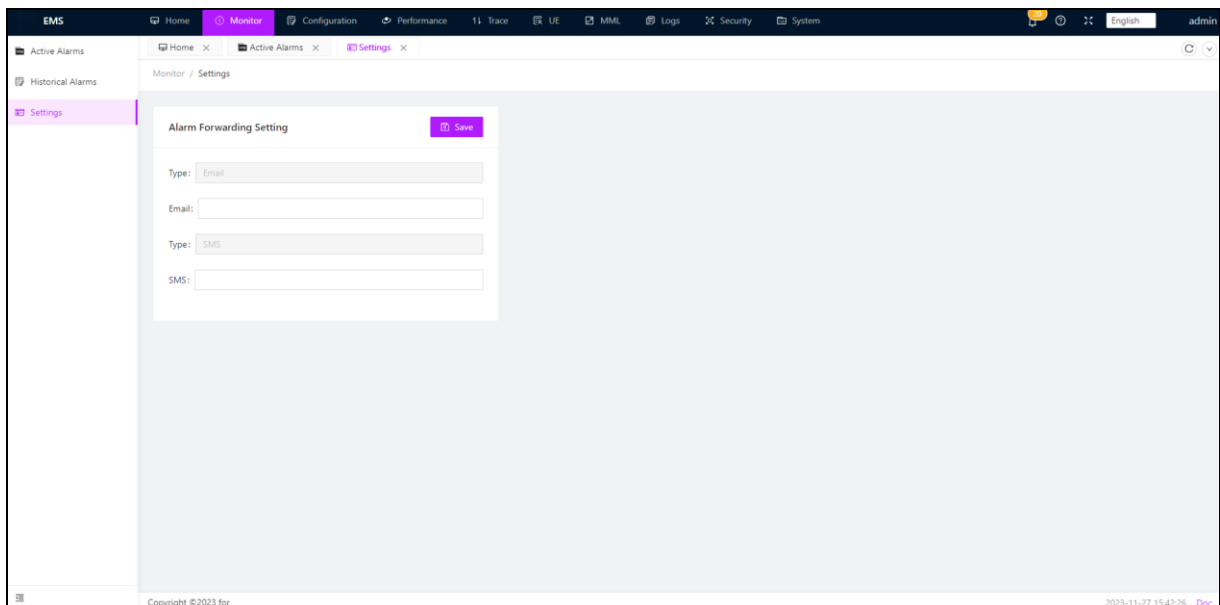 EMS Home Monitor Configuration Performance Trace UE MML Logs Security System 20 English admin
Active Alarms
Historical Alarms
Settings
Home Active Alarms Settings
Monitor / Settings
Alarm Forwarding Setting Save
Type: Email
Email:
Type: SMS
SMS:
Copyright ©2023 for 2023-11-27 15:42:26 Doc